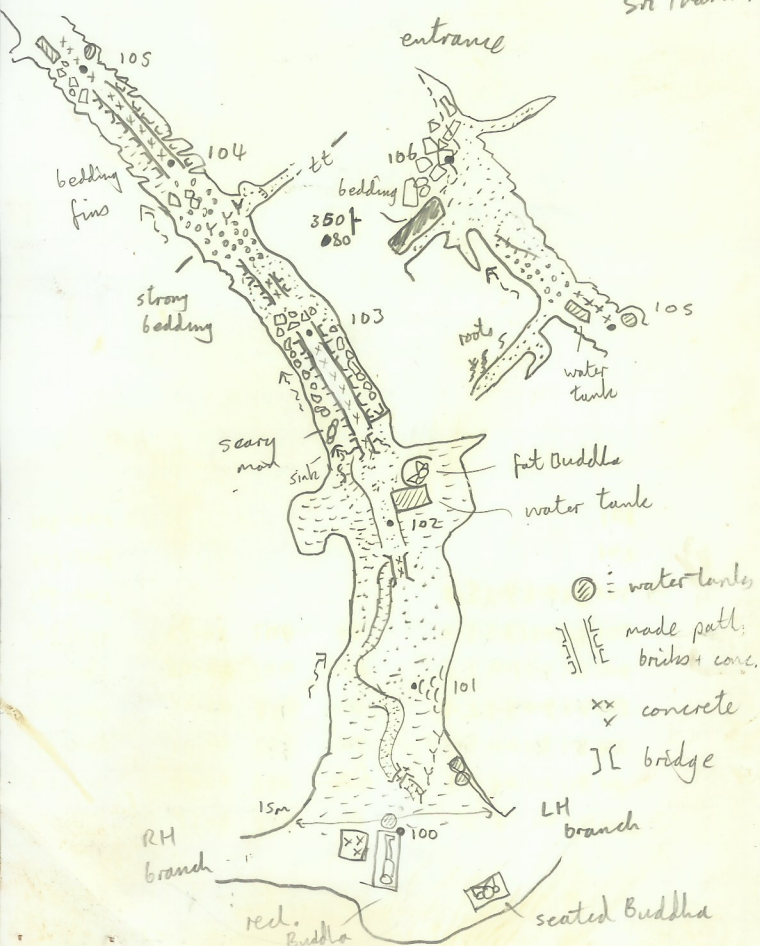 entrance
105
104
tt
106
bedding
fins
bedding
350
80
strong
bedding
103
105
roots
water
tank
scary
man
sink
fat Buddha
water tank
102
water tanks
made path,
bricks + conc.
101
concrete
bridge
15m
LH
branch
100
RH
branch
recl.
Buddha
seated Buddha